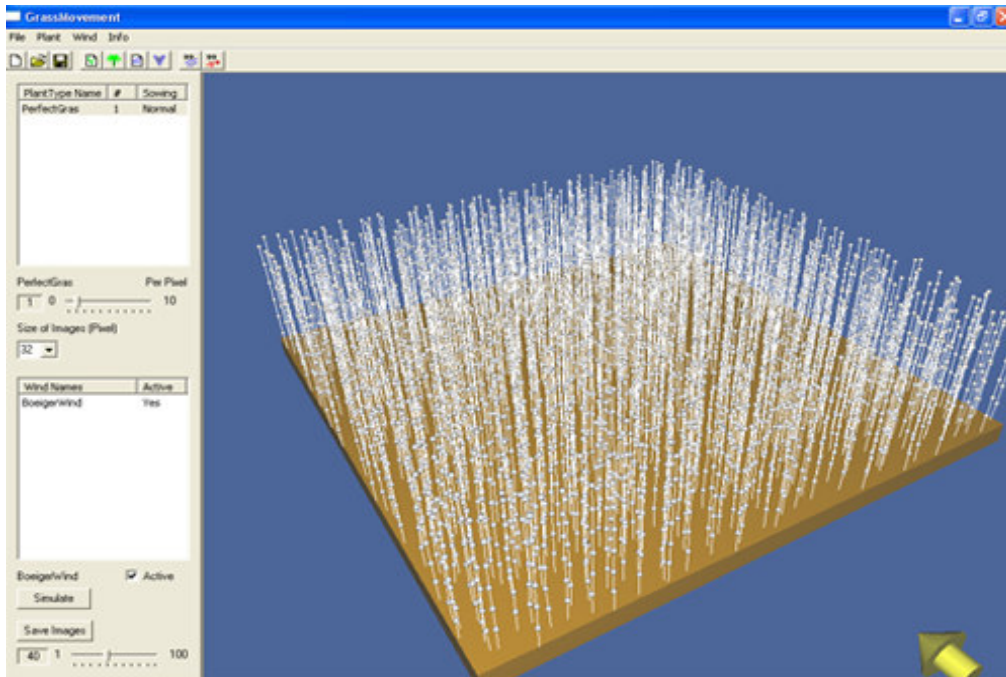 GrassMovement
File Plant Wind Info
PlantType Name # Sowing
PerfectGras 1 Normal
PerfectGras Per Pixel
1 0 10
Size of Images (Pixel)
32
Wind Names Active
BoeigerWind Yes
BoeigerWind Active
Simulate
Save Images
40 1 100